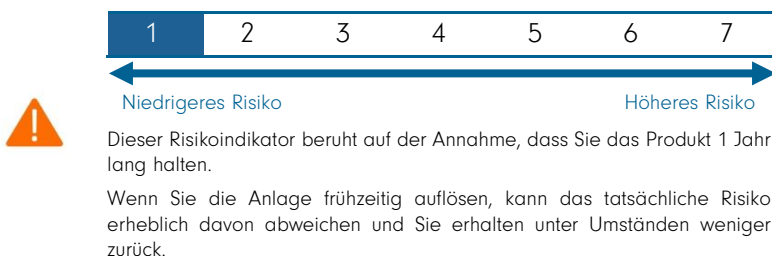 1 2 3 4 5 6 7
Niedrigeres Risiko Höheres Risiko
Dieser Risikoindikator beruht auf der Annahme, dass Sie das Produkt 1 Jahr
lang halten.
Wenn Sie die Anlage frühzeitig auflösen, kann das tatsächliche Risiko
erheblich davon abweichen und Sie erhalten unter Umständen weniger
zurück.